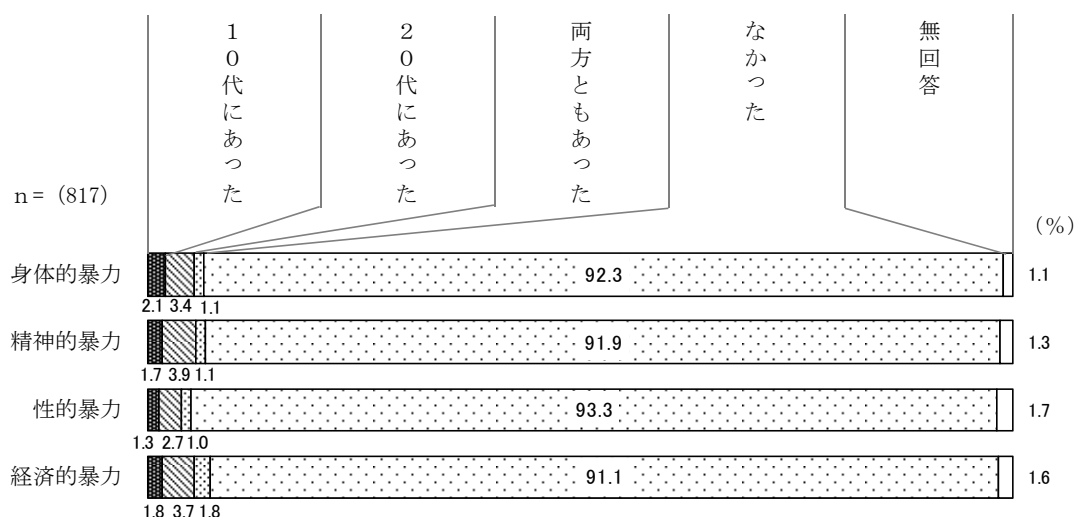 １０代にあった
２０代にあった
両方ともあった
なかった
無回答
n= (817)
(%)
身体的暴力 92.3 1.1
2.1 3.4 1.1
精神的暴力 91.9 1.3
1.7 3.9 1.1
性的暴力 93.3 1.7
1.3 2.7 1.0
経済的暴力 91.1 1.6
1.8 3.7 1.8